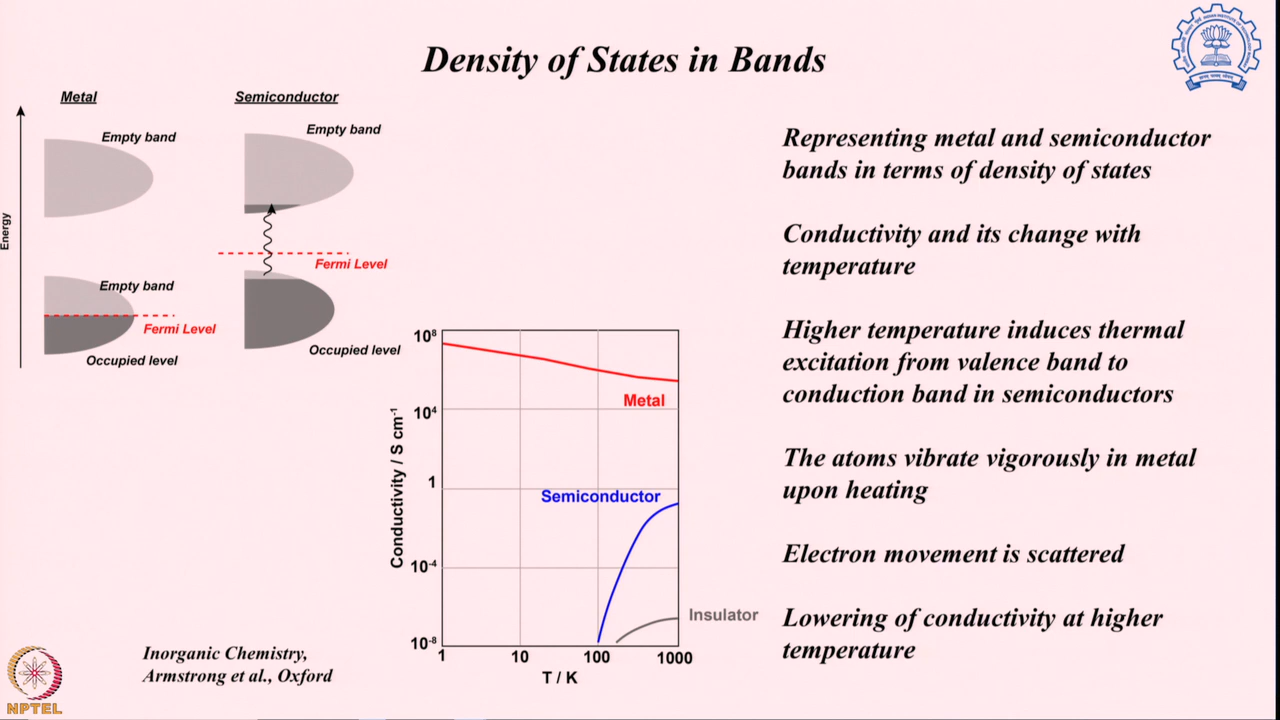 Density of States in Bands
Metal
Semiconductor
Empty band
Empty band
Energy
Fermi Level
Empty band
Fermi Level
Occupied level
Occupied level
Representing metal and semiconductor
bands in terms of density of states
Conductivity and its change with
temperature
Higher temperature induces thermal
excitation from valence band to
conduction band in semiconductors
The atoms vibrate vigorously in metal
upon heating
Electron movement is scattered
Lowering of conductivity at higher
temperature
Conductivity / S cm⁻¹
10⁸
10⁴
1
10⁻⁴
10⁻⁸
Metal
Semiconductor
Insulator
1 10 100 1000
T / K
Inorganic Chemistry,
Armstrong et al., Oxford
NPTEL